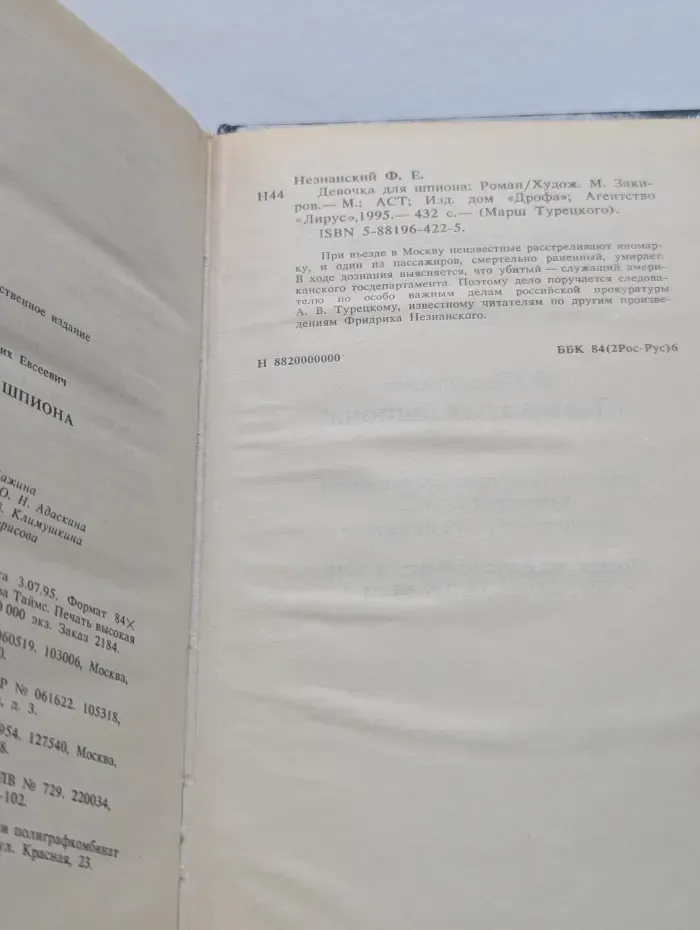 ственное издание
их Евсеевич
ШПИОНА
О. Н. Адаскина
Климушкина
3.07.95. Формат 84×
Таймс. Печать высокая
000 экз. Заказ 2184.
060519. 103006, Москва,
Р № 061622. 105318,
д. 3.
954. 127540, Москва,
8.
ЛВ № 729. 220034,
-102.
и полиграфкомбинат
ул. Красная, 23.
Незнанский Ф. Е.
Н44 Девочка для шпиона: Роман/Худож. М. Заки-
ров.— М.: АСТ; Изд. дом «Дрофа»; Агентство
«Лирус»,1995.— 432 с.— (Марш Турецкого).
ISBN 5-88196-422-5.
При въезде в Москву неизвестные расстреливают иномар-
ку, и один из пассажиров, смертельно раненный, умирает.
В ходе дознания выясняется, что убитый — служащий амери-
канского госдепартамента. Поэтому дело поручается следова-
телю по особо важным делам российской прокуратуры
А. В. Турецкому, известному читателям по другим произве-
дениям Фридриха Незнанского.
Н 8820000000 ББК 84(2Рос-Рус)6